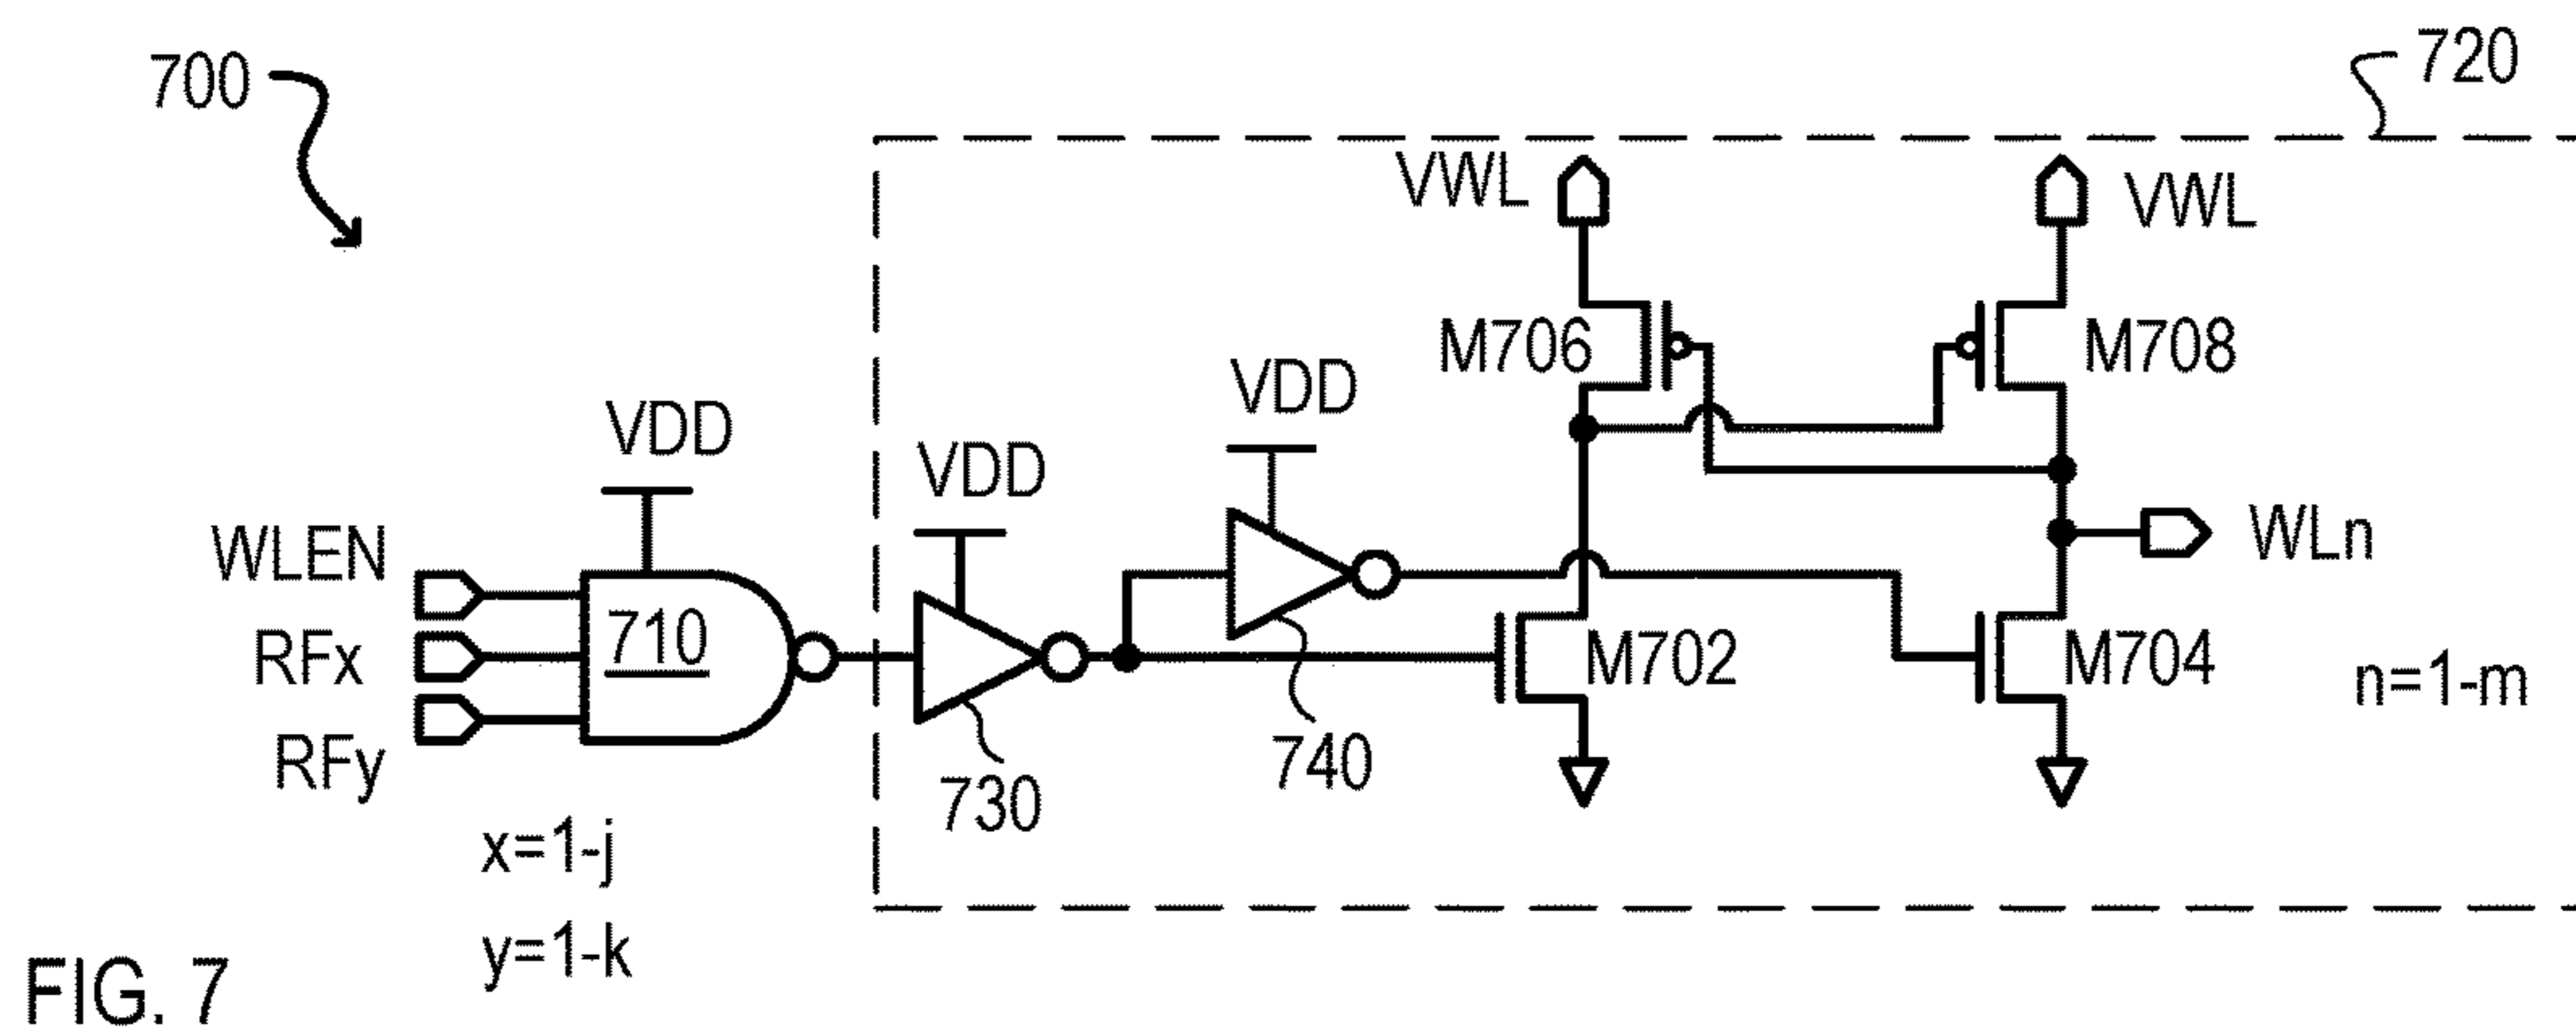 700
720
VWL
VWL
M706
M708
VDD
VDD
VDD
WLEN
710
WLn
RFx
M702
M704
n=1-m
RFy
730
740
x=1-j
y=1-k
FIG. 7